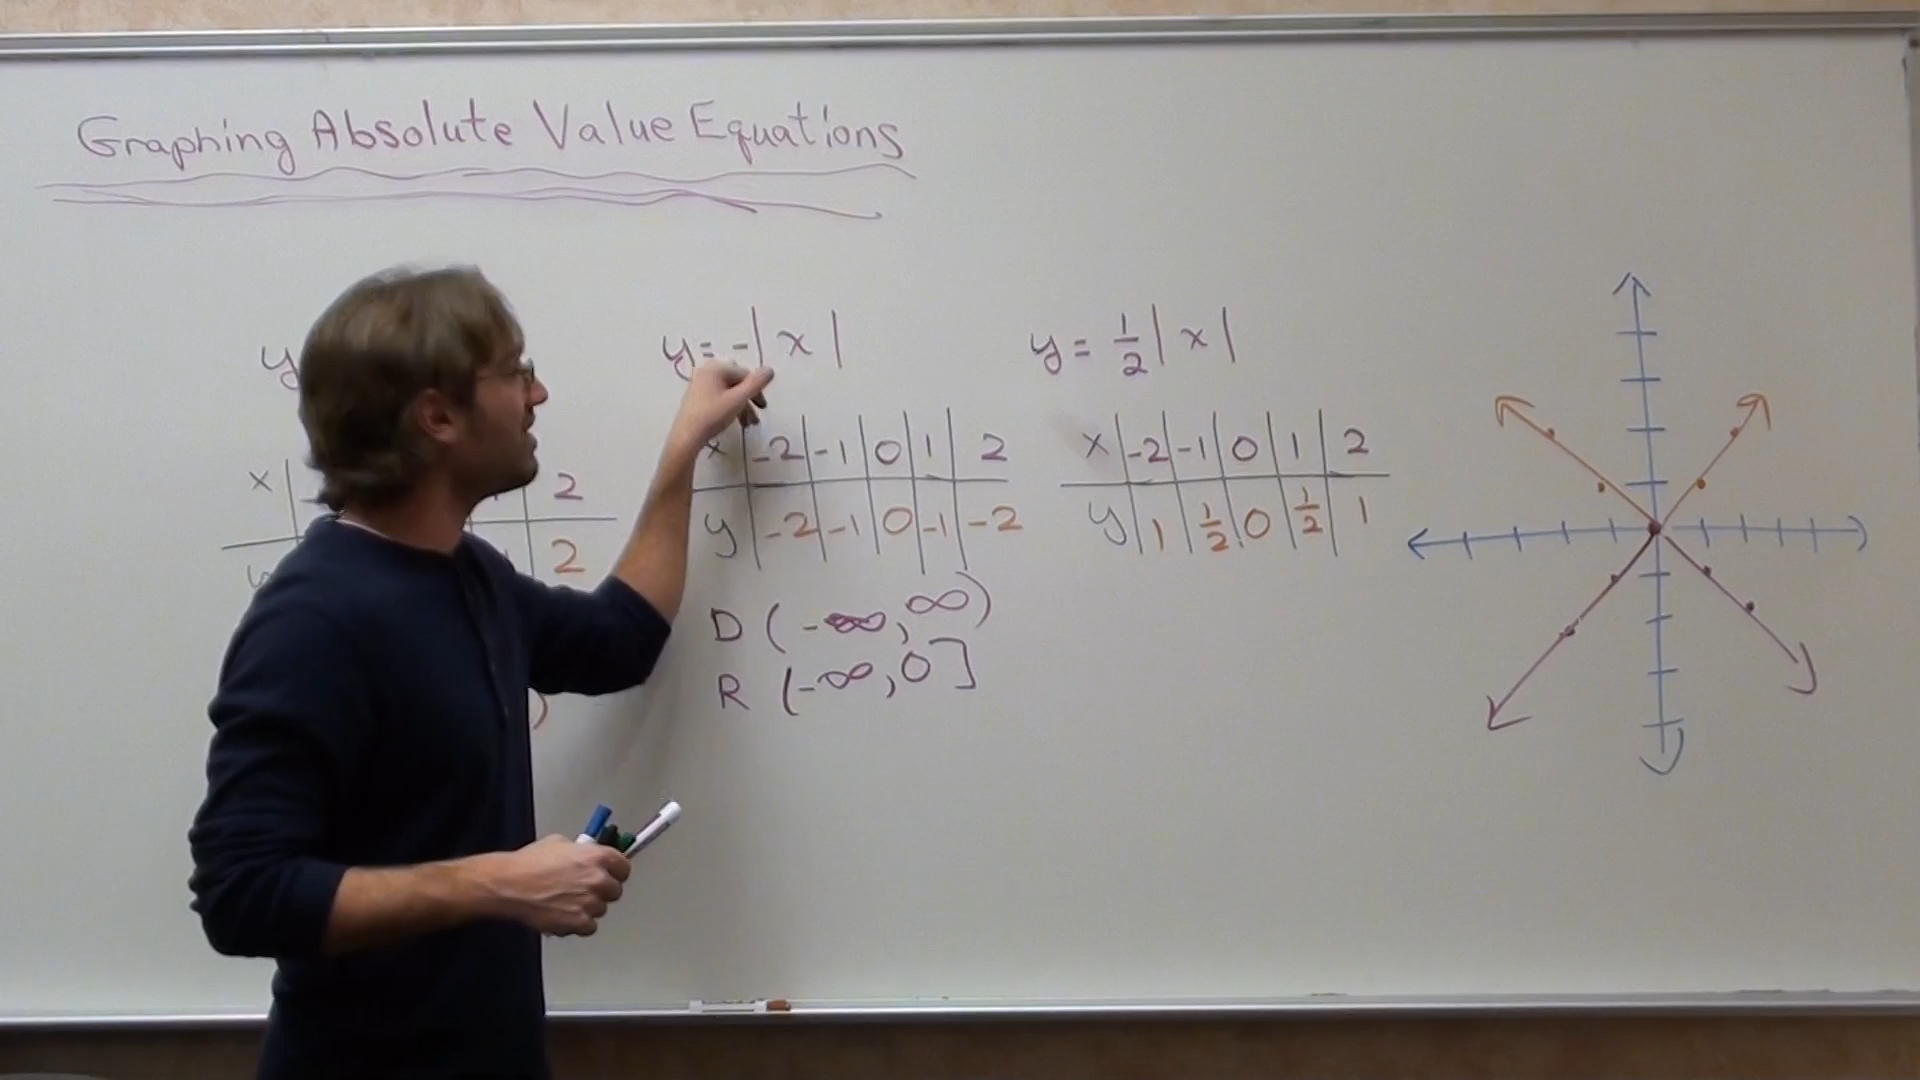 Graphing Absolute Value Equations
y
y = -| x |
y = 1/2 | x |
x 2
2
x -2 -1 0 1 2
y -2 -1 0 -1 -2
D (-∞, ∞)
R (-∞, 0]
x -2 -1 0 1 2
y 1 1/2 0 1/2 1